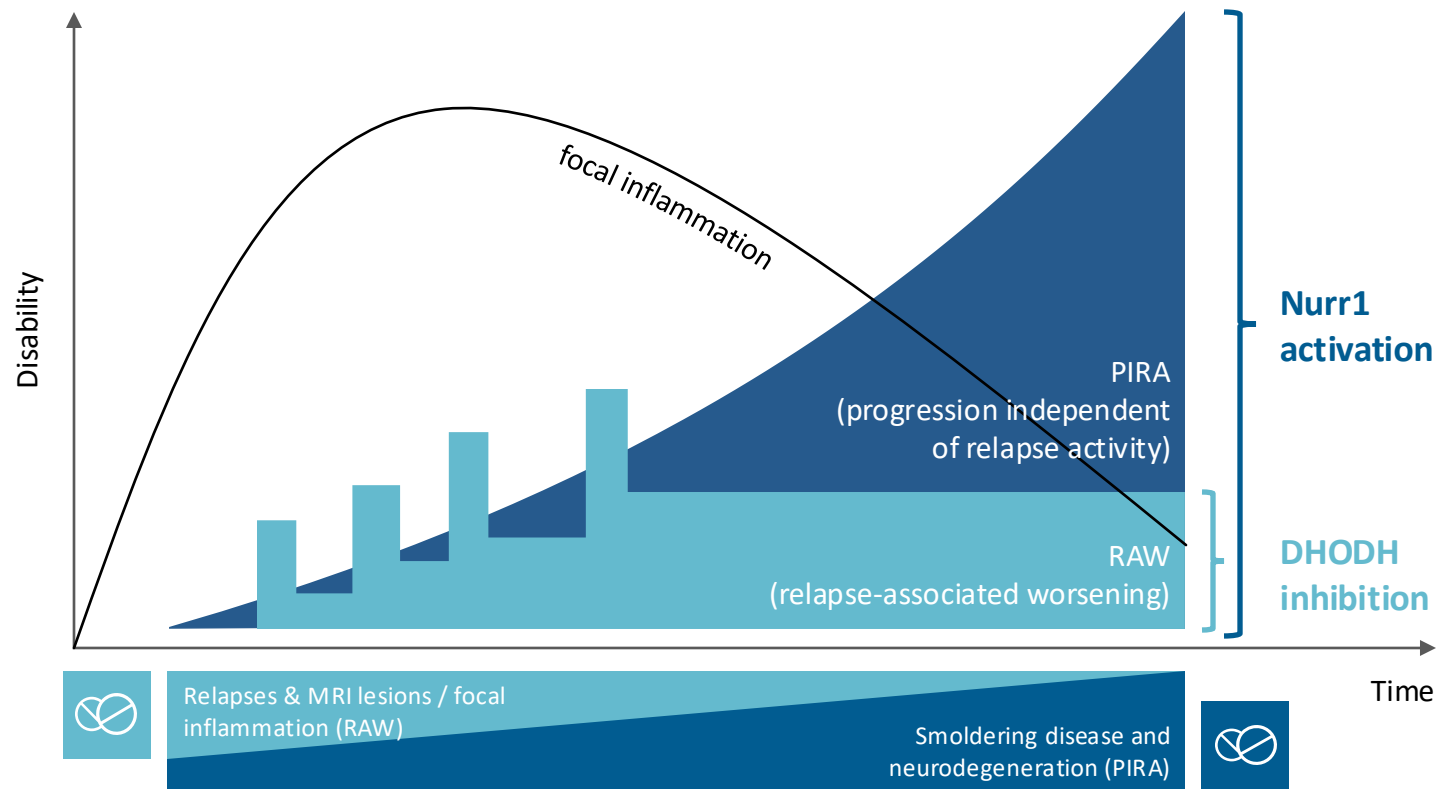 Disability
focal inflammation
PIRA
(progression independent
of relapse activity)
RAW
(relapse-associated worsening)
Nurr1
activation
DHODH
inhibition
Time
Relapses & MRI lesions / focal
inflammation (RAW)
Smoldering disease and
neurodegeneration (PIRA)